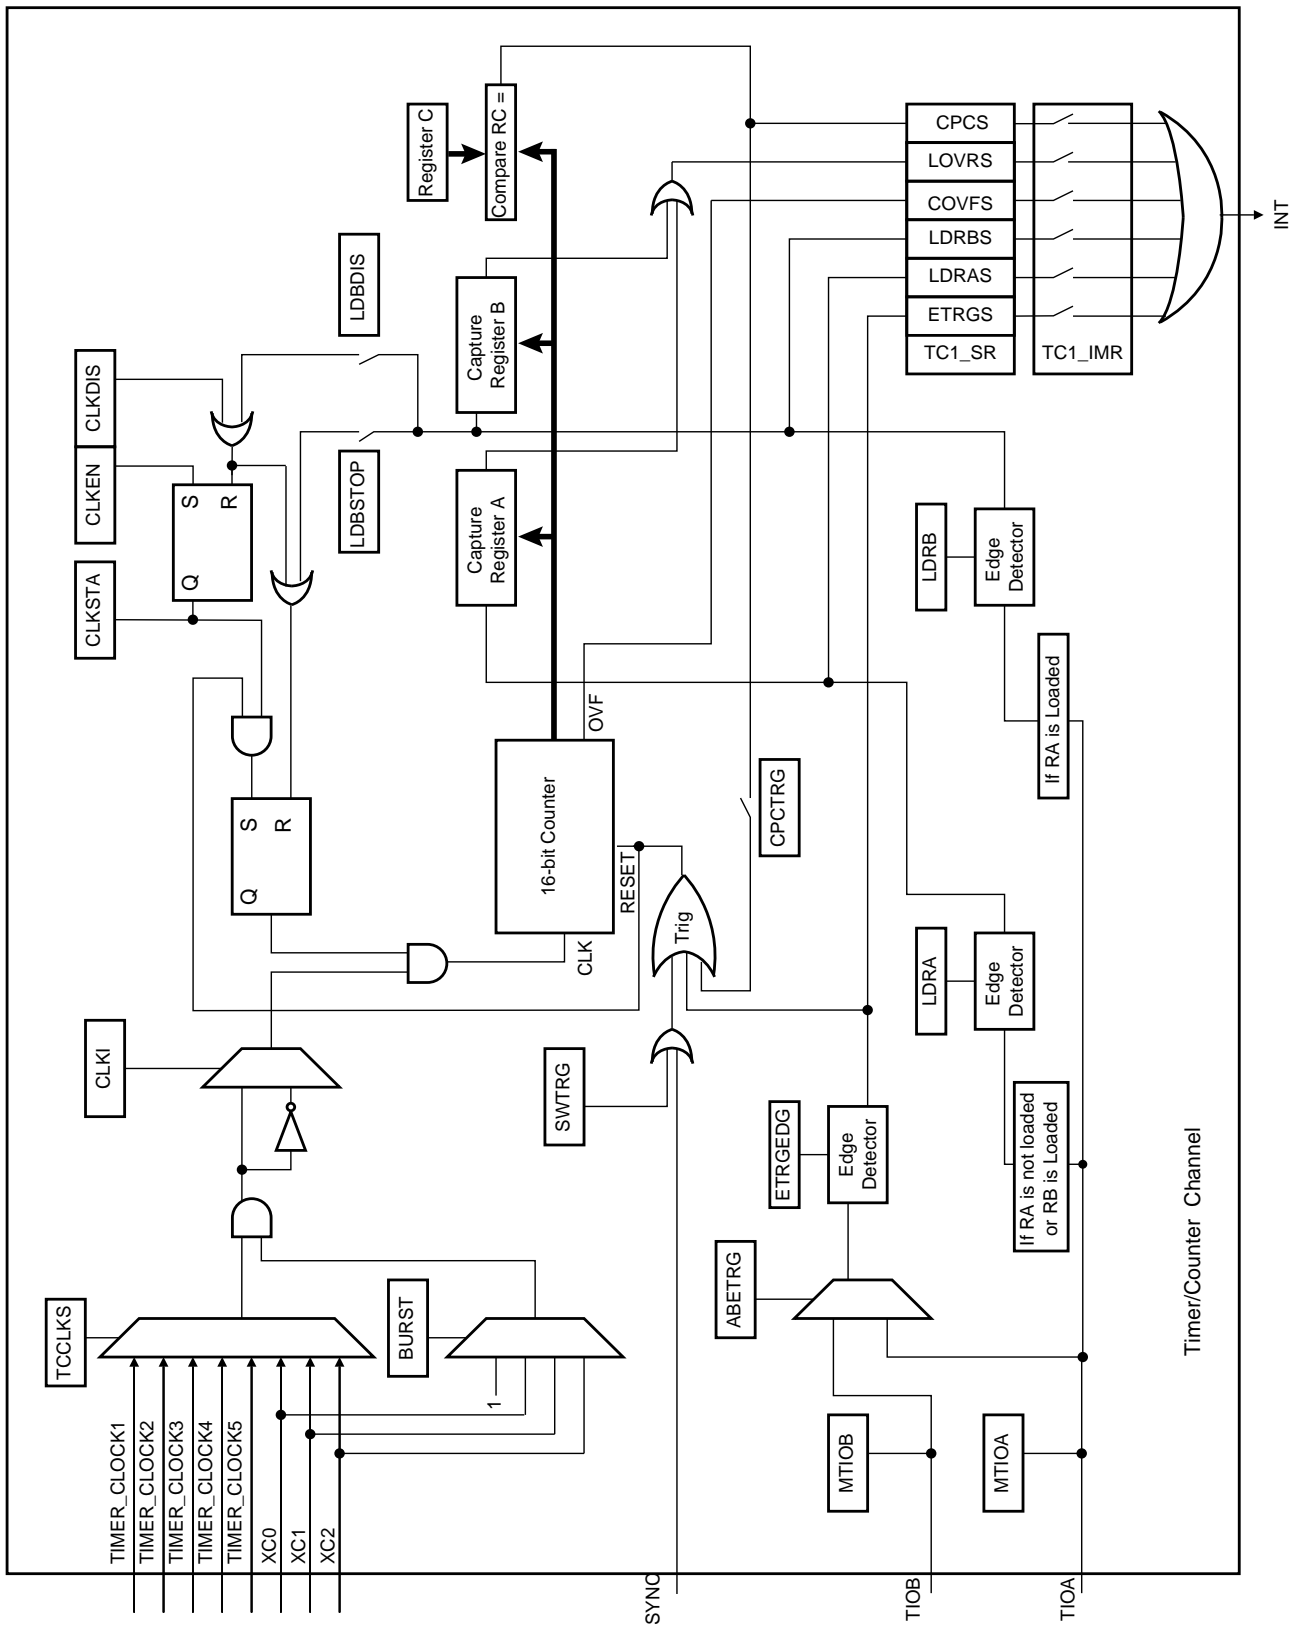 TCCLKS
TIMER_CLOCK1
TIMER_CLOCK2
TIMER_CLOCK3
TIMER_CLOCK4
TIMER_CLOCK5
XC0
XC1
XC2
CLKI
CLKSTA
CLKEN
CLKDIS
Q
S
R
Q
S
R
BURST
1
LDBSTOP
LDBDIS
Register C
Compare RC =
Capture
Register A
Capture
Register B
16-bit Counter
CLK
OVF
RESET
SWTRG
Trig
SYNC
CPCTRG
ABETRG
ETRGEDG
Edge
Detector
MTIOB
TIOB
MTIOA
TIOA
LDRA
Edge
Detector
If RA is not loaded
or RB is Loaded
LDRB
Edge
Detector
If RA is Loaded
CPCS
LOVRS
COVFS
LDRBS
LDRAS
ETRGS
TC1_SR
TC1_IMR
INT
Timer/Counter Channel